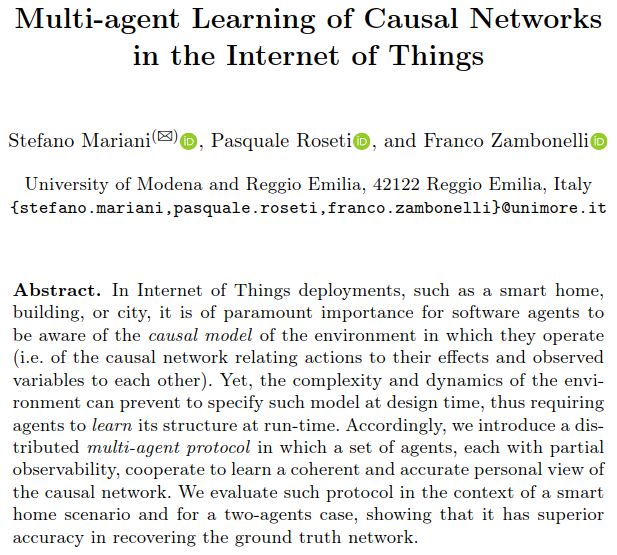 Multi-agent Learning of Causal Networks
in the Internet of Things
Stefano Mariani(✉)iD, Pasquale RosetiiD, and Franco ZambonelliiD
University of Modena and Reggio Emilia, 42122 Reggio Emilia, Italy
{stefano.mariani,pasquale.roseti,franco.zambonelli}@unimore.it
Abstract. In Internet of Things deployments, such as a smart home,
building, or city, it is of paramount importance for software agents to
be aware of the causal model of the environment in which they operate
(i.e. of the causal network relating actions to their effects and observed
variables to each other). Yet, the complexity and dynamics of the envi-
ronment can prevent to specify such model at design time, thus requiring
agents to learn its structure at run-time. Accordingly, we introduce a dis-
tributed multi-agent protocol in which a set of agents, each with partial
observability, cooperate to learn a coherent and accurate personal view of
the causal network. We evaluate such protocol in the context of a smart
home scenario and for a two-agents case, showing that it has superior
accuracy in recovering the ground truth network.